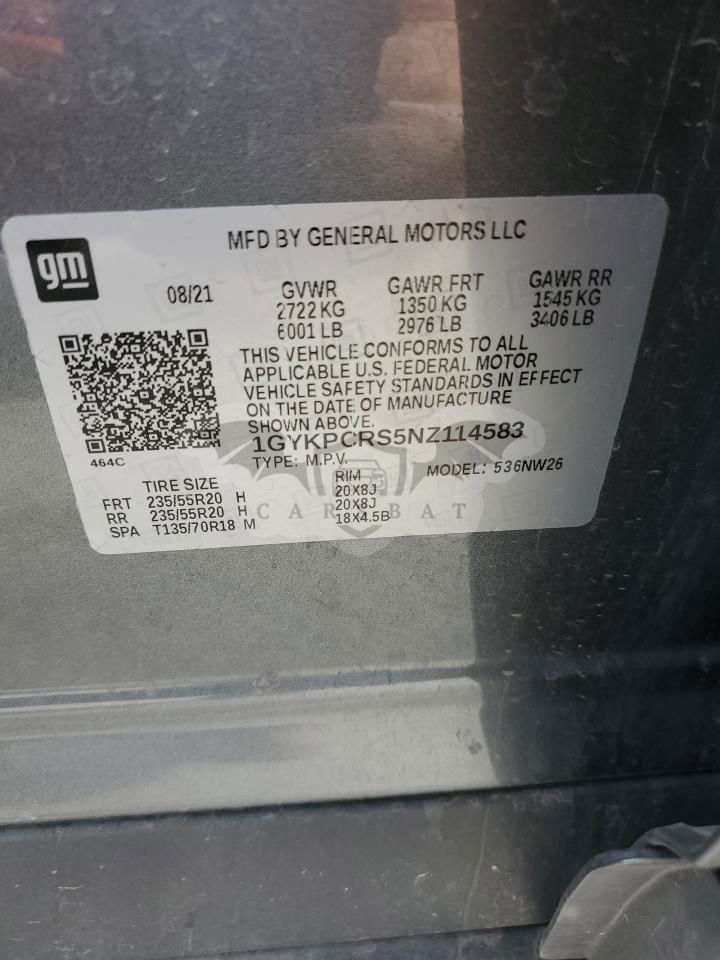 MFD BY GENERAL MOTORS LLC
gm
08/21
GVWR GAWR FRT GAWR RR
2722 KG 1350 KG 1545 KG
6001 LB 2976 LB 3406 LB
THIS VEHICLE CONFORMS TO ALL
APPLICABLE U.S. FEDERAL MOTOR
VEHICLE SAFETY STANDARDS IN EFFECT
ON THE DATE OF MANUFACTURE
SHOWN ABOVE.
1GYKPCRS5NZ114583
464C
TYPE: M.P.V. MODEL: 536NW26
TIRE SIZE RIM
FRT 235/55R20 H 20X8J
RR 235/55R20 H 20X8J
SPA T135/70R18 M 18X4.5B
CAR BAT